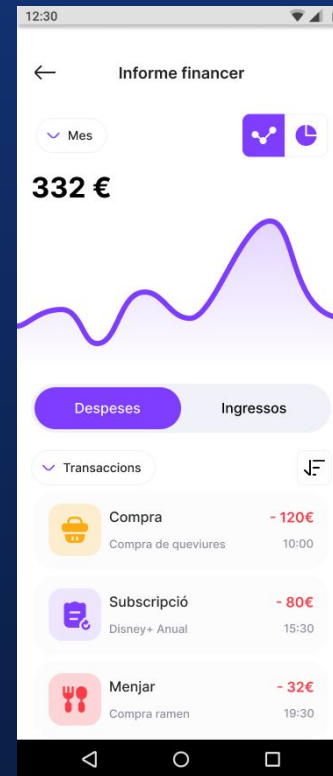 12:30
Informe financer
Mes
332 €
Despeses
Ingressos
Transaccions
Compra
- 120€
Compra de queviures
10:00
Subscripció
- 80€
Disney+ Anual
15:30
Menjar
- 32€
Compra ramen
19:30